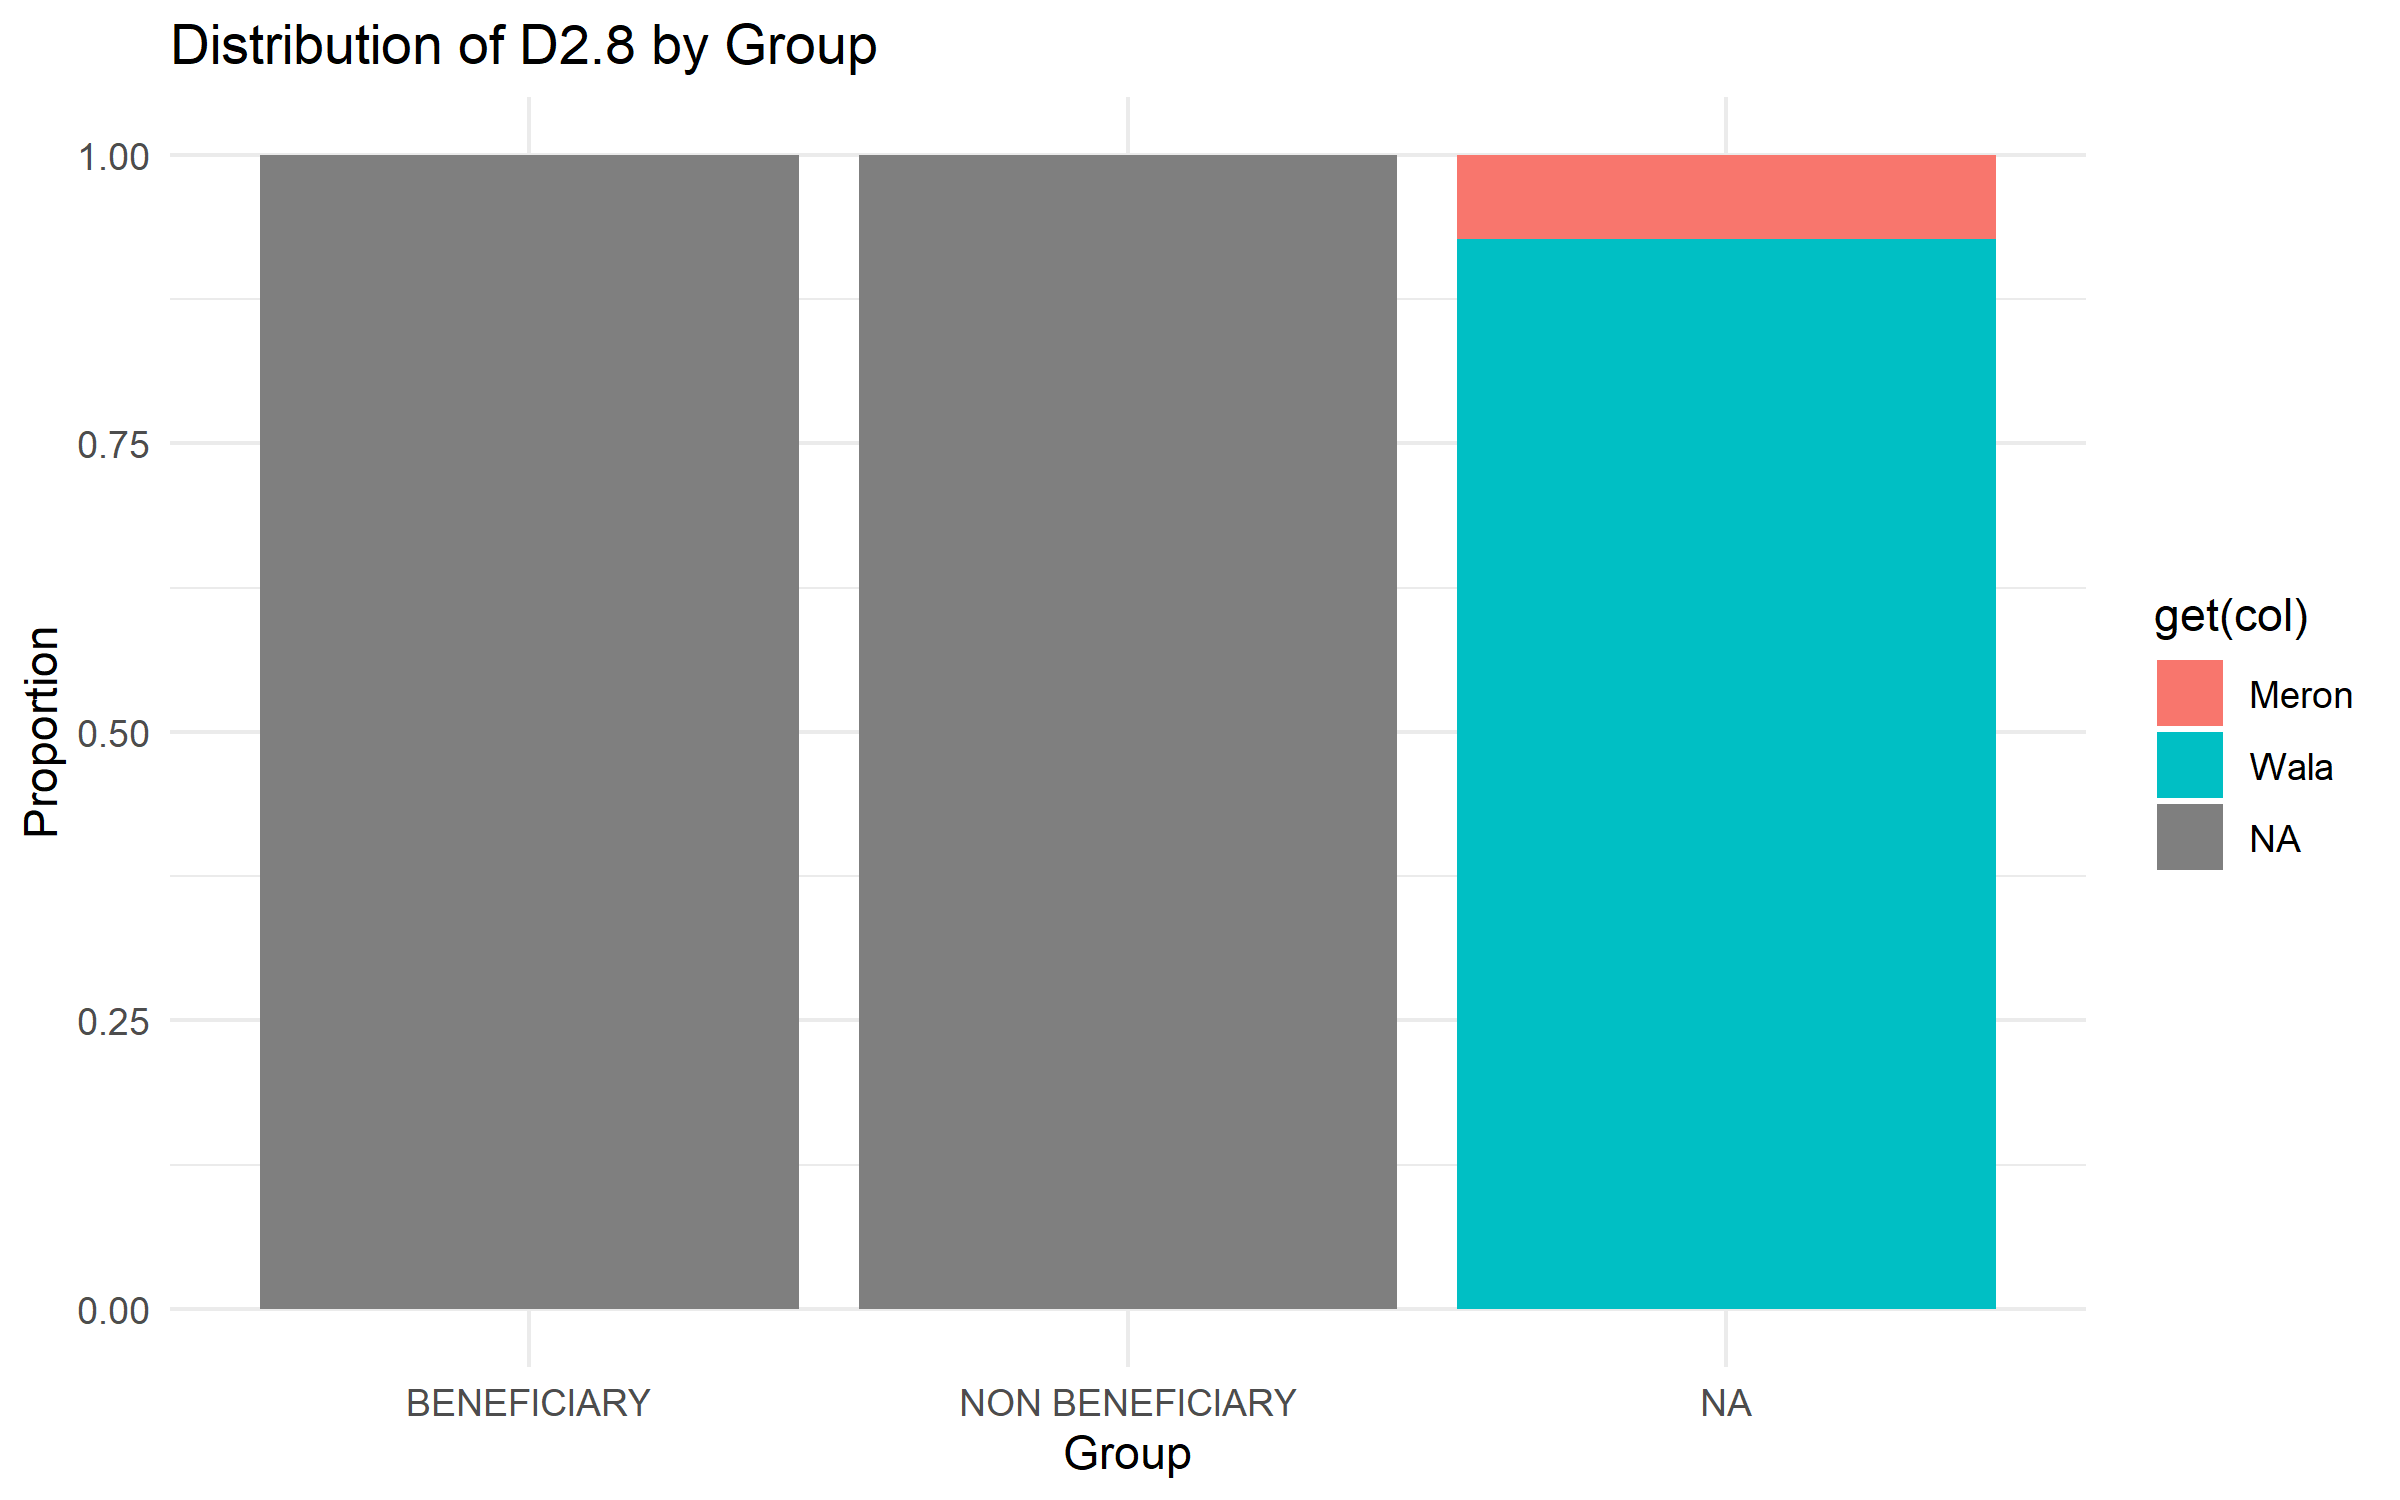 Distribution of D2.8 by Group
1.00
0.75
0.50
0.25
0.00
Proportion
BENEFICIARY
NON BENEFICIARY
NA
Group
get(col)
Meron
Wala
NA